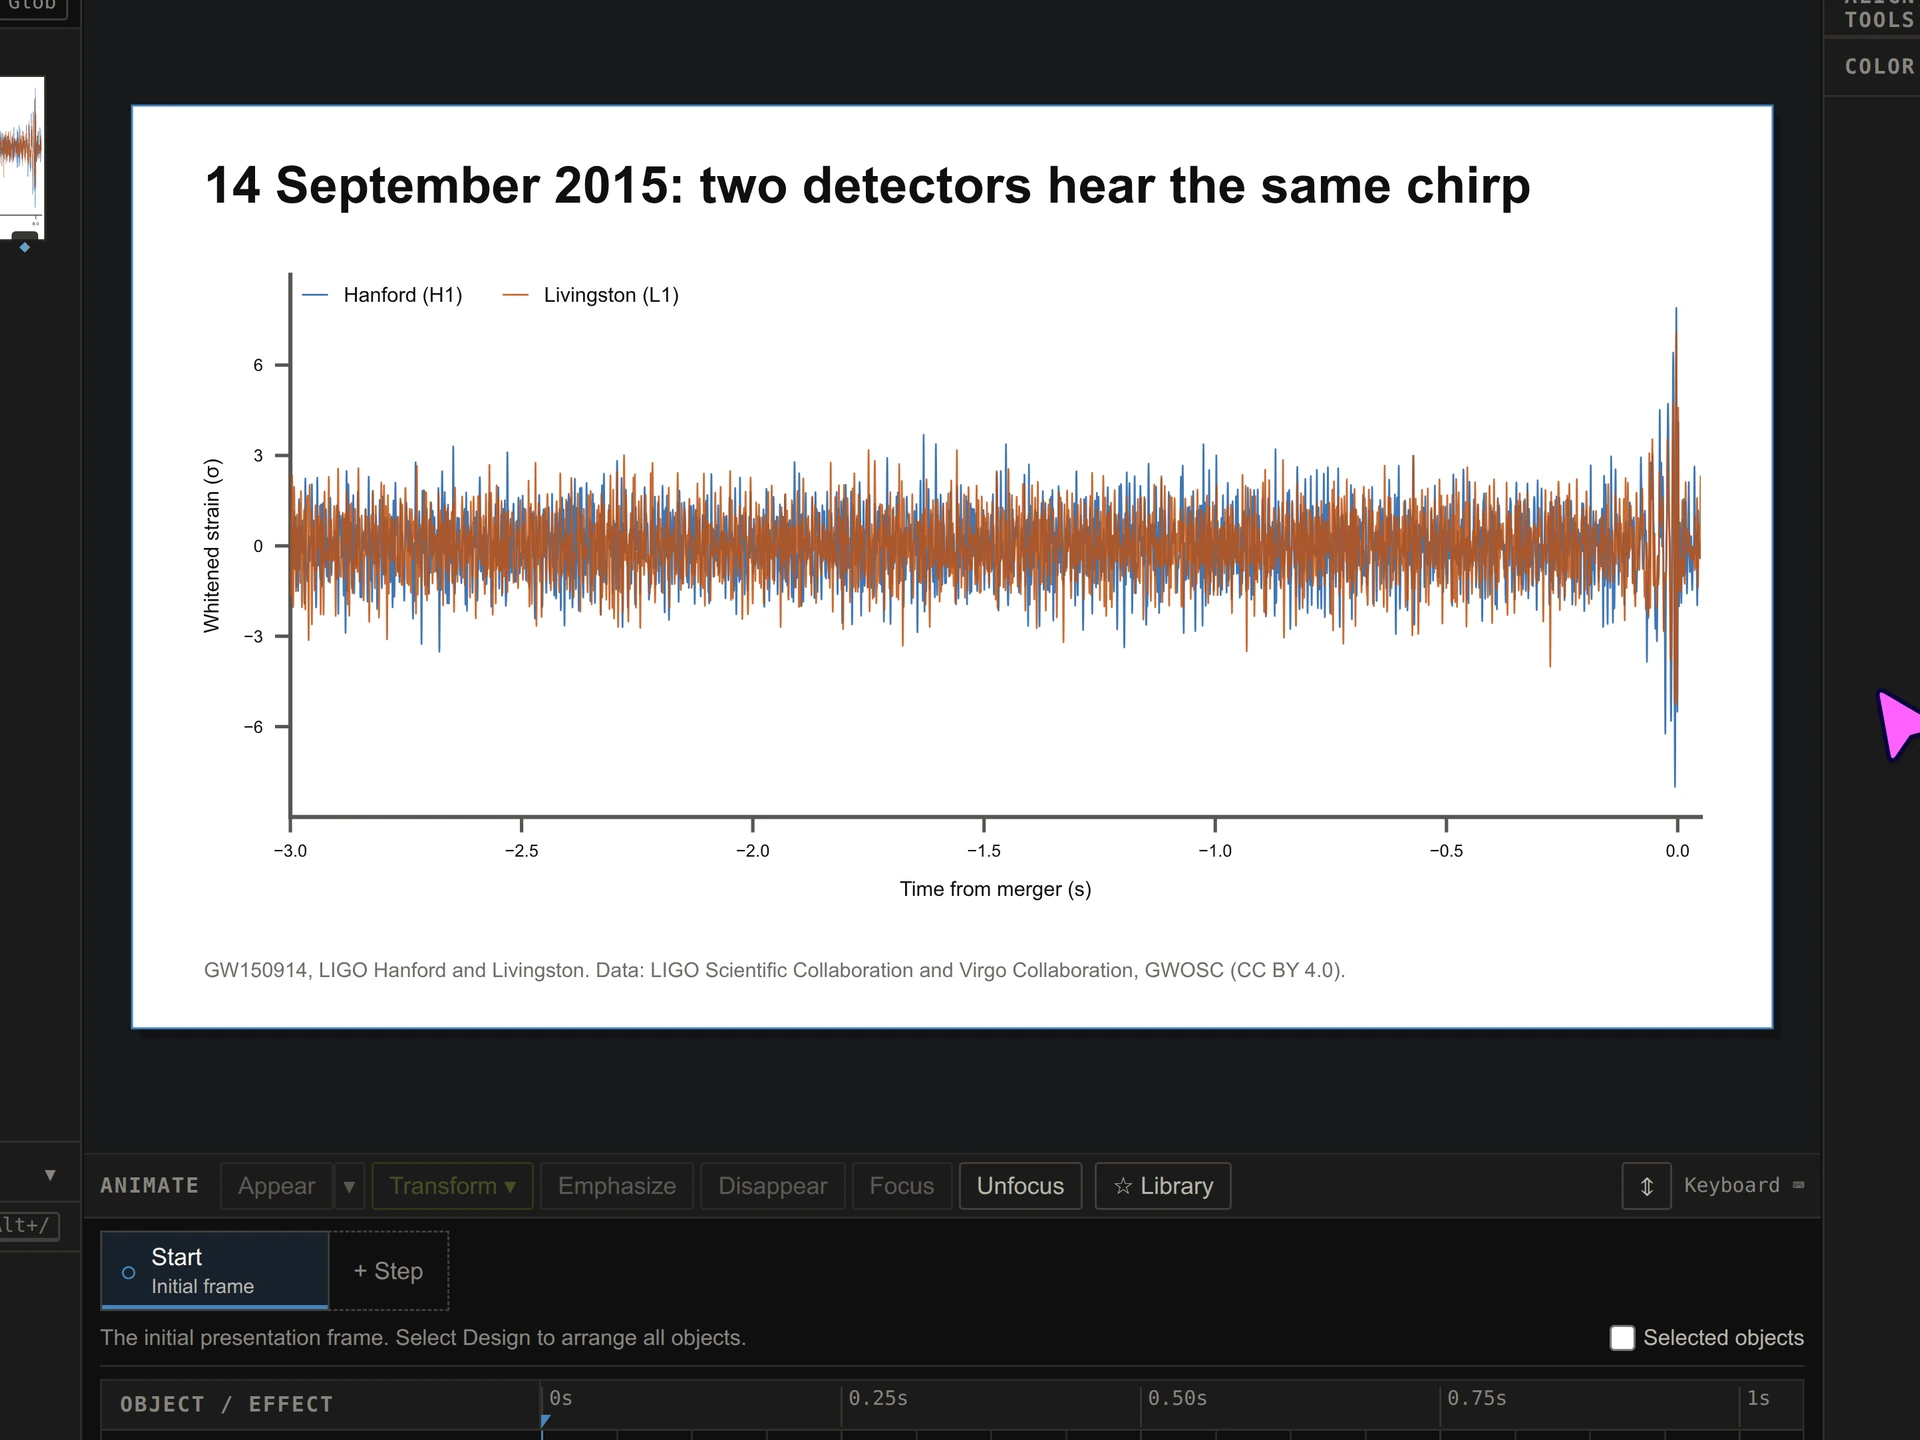 Glob
TOOLS
COLOR
14 September 2015: two detectors hear the same chirp
Hanford (H1)
Livingston (L1)
6
3
0
−3
−6
Whitened strain (σ)
−3.0
−2.5
−2.0
−1.5
−1.0
−0.5
0.0
Time from merger (s)
GW150914, LIGO Hanford and Livingston. Data: LIGO Scientific Collaboration and Virgo Collaboration, GWOSC (CC BY 4.0).
ANIMATE
Appear
▼
Transform ▾
Emphasize
Disappear
Focus
Unfocus
☆ Library
Keyboard
Alt+/
Start
Initial frame
+ Step
The initial presentation frame. Select Design to arrange all objects.
Selected objects
OBJECT / EFFECT
0s
0.25s
0.50s
0.75s
1s